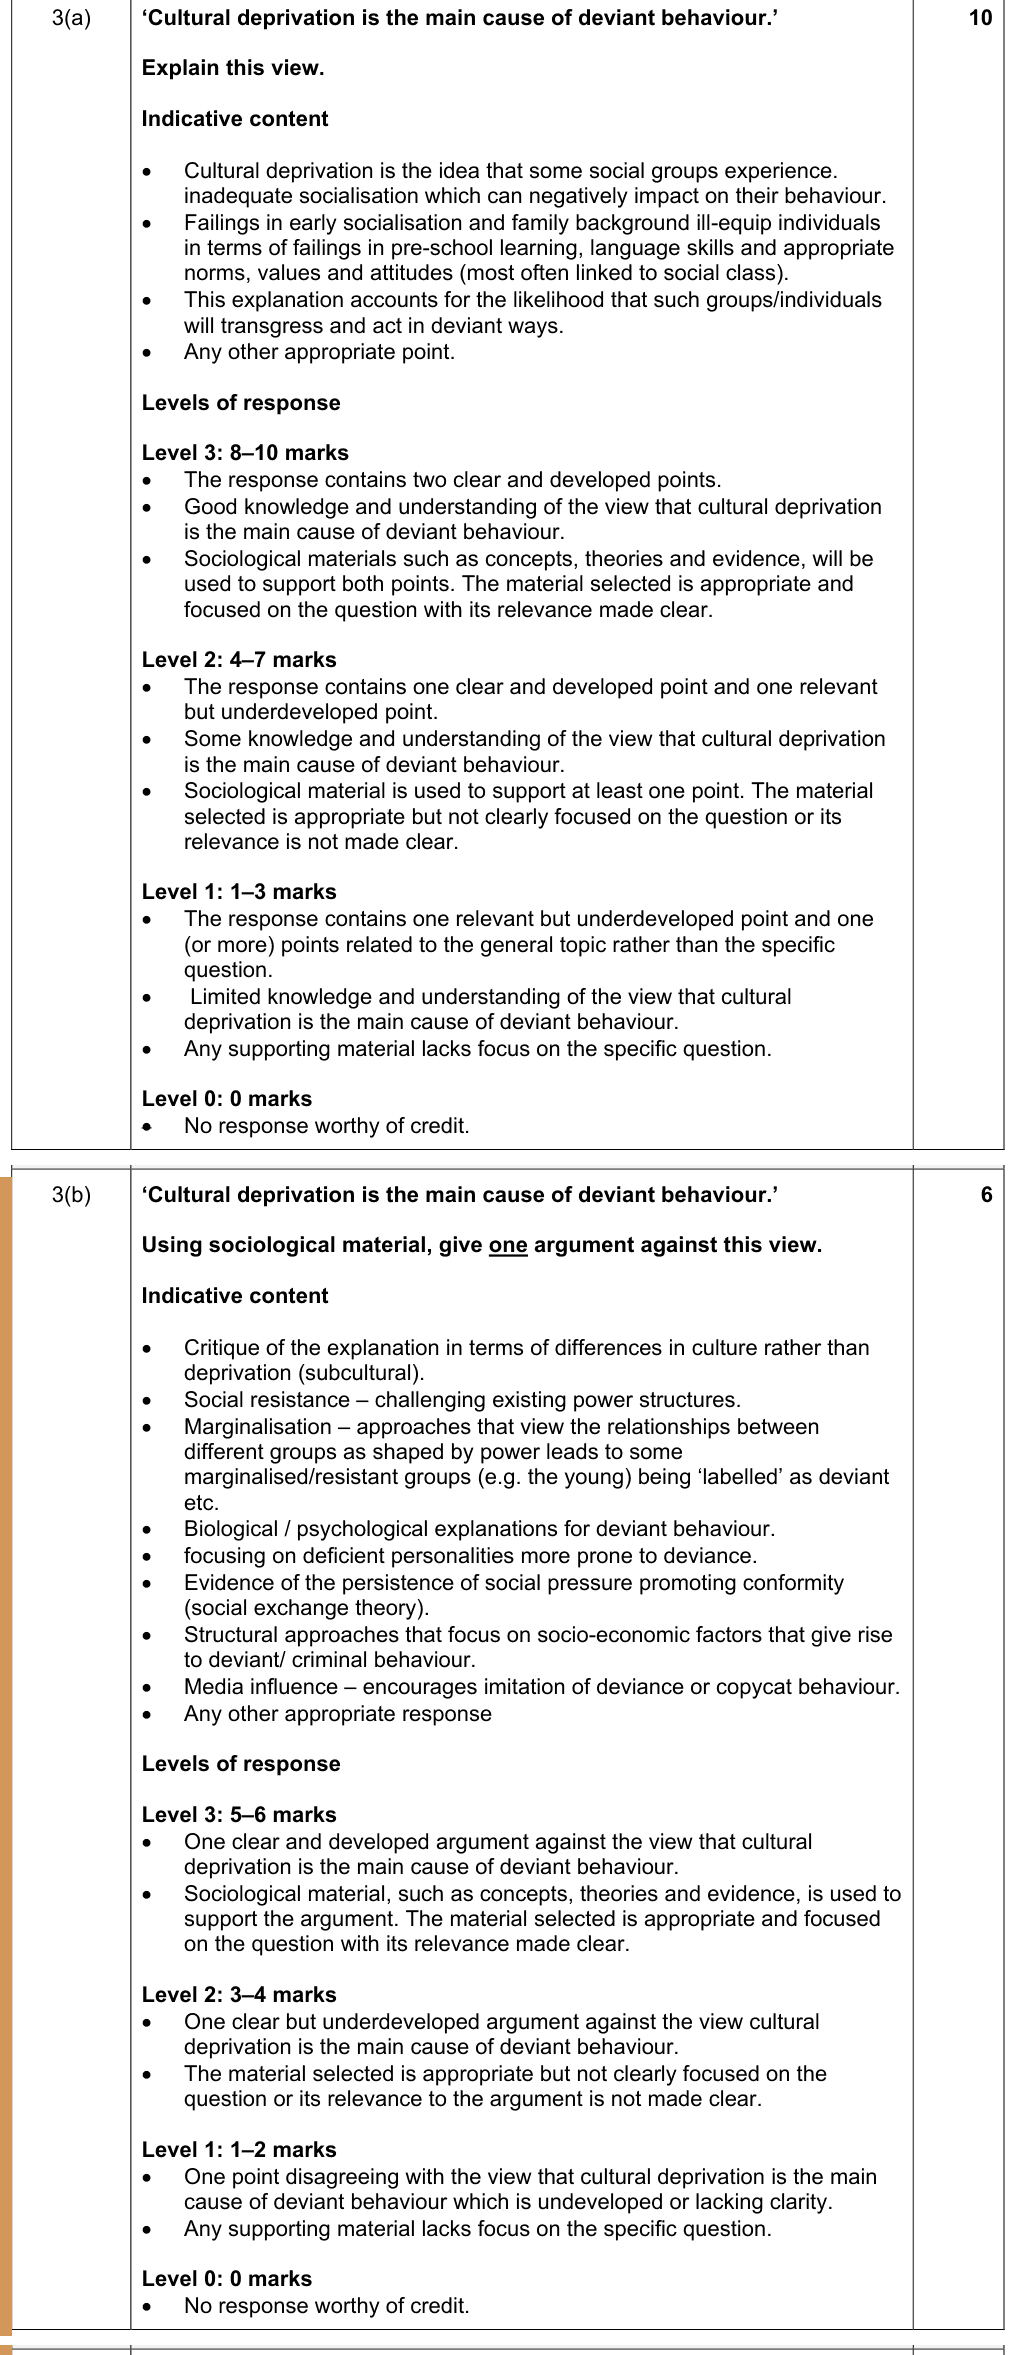 3(a) ‘Cultural deprivation is the main cause of deviant behaviour.’ 10
Explain this view.
Indicative content
• Cultural deprivation is the idea that some social groups experience.
inadequate socialisation which can negatively impact on their behaviour.
• Failings in early socialisation and family background ill-equip individuals
in terms of failings in pre-school learning, language skills and appropriate
norms, values and attitudes (most often linked to social class).
• This explanation accounts for the likelihood that such groups/individuals
will transgress and act in deviant ways.
• Any other appropriate point.
Levels of response
Level 3: 8–10 marks
• The response contains two clear and developed points.
• Good knowledge and understanding of the view that cultural deprivation
is the main cause of deviant behaviour.
• Sociological materials such as concepts, theories and evidence, will be
used to support both points. The material selected is appropriate and
focused on the question with its relevance made clear.
Level 2: 4–7 marks
• The response contains one clear and developed point and one relevant
but underdeveloped point.
• Some knowledge and understanding of the view that cultural deprivation
is the main cause of deviant behaviour.
• Sociological material is used to support at least one point. The material
selected is appropriate but not clearly focused on the question or its
relevance is not made clear.
Level 1: 1–3 marks
• The response contains one relevant but underdeveloped point and one
(or more) points related to the general topic rather than the specific
question.
• Limited knowledge and understanding of the view that cultural
deprivation is the main cause of deviant behaviour.
• Any supporting material lacks focus on the specific question.
Level 0: 0 marks
• No response worthy of credit.
3(b) ‘Cultural deprivation is the main cause of deviant behaviour.’ 6
Using sociological material, give one argument against this view.
Indicative content
• Critique of the explanation in terms of differences in culture rather than
deprivation (subcultural).
• Social resistance – challenging existing power structures.
• Marginalisation – approaches that view the relationships between
different groups as shaped by power leads to some
marginalised/resistant groups (e.g. the young) being ‘labelled’ as deviant
etc.
• Biological / psychological explanations for deviant behaviour.
• focusing on deficient personalities more prone to deviance.
• Evidence of the persistence of social pressure promoting conformity
(social exchange theory).
• Structural approaches that focus on socio-economic factors that give rise
to deviant/ criminal behaviour.
• Media influence – encourages imitation of deviance or copycat behaviour.
• Any other appropriate response
Levels of response
Level 3: 5–6 marks
• One clear and developed argument against the view that cultural
deprivation is the main cause of deviant behaviour.
• Sociological material, such as concepts, theories and evidence, is used to
support the argument. The material selected is appropriate and focused
on the question with its relevance made clear.
Level 2: 3–4 marks
• One clear but underdeveloped argument against the view cultural
deprivation is the main cause of deviant behaviour.
• The material selected is appropriate but not clearly focused on the
question or its relevance to the argument is not made clear.
Level 1: 1–2 marks
• One point disagreeing with the view that cultural deprivation is the main
cause of deviant behaviour which is undeveloped or lacking clarity.
• Any supporting material lacks focus on the specific question.
Level 0: 0 marks
• No response worthy of credit.